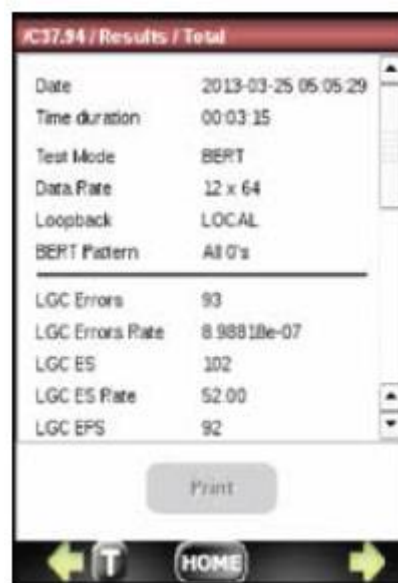 /C37.94 / Results / Total
Date 2013-03-25 05:05:29
Time duration 00:03:15
Test Mode BERT
Data Rate 12 x 64
Loopback LOCAL
BERT Pattern All 0's
LGC Errors 93
LGC Errors Rate 8.98818e-07
LGC ES 102
LGC ES Rate 52.00
LGC EFS 92
Print
T HOME